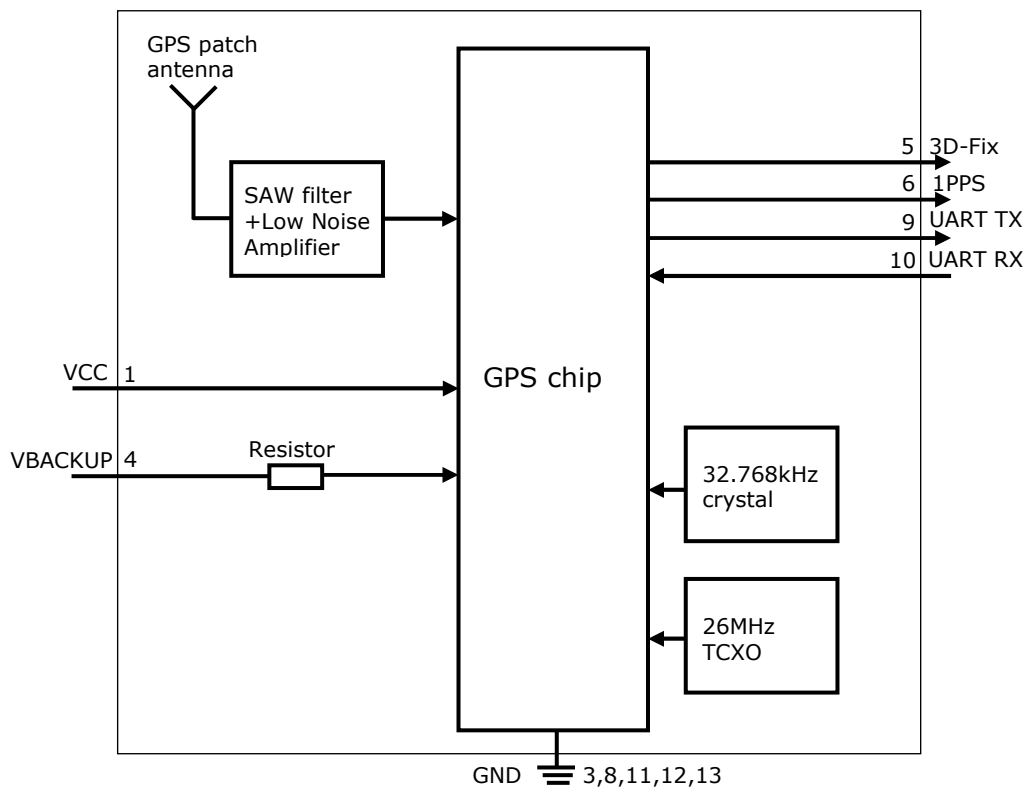 GPS patch
antenna
SAW filter
+Low Noise
Amplifier
5 3D-Fix
6 1PPS
9 UART TX
10 UART RX
VCC 1
GPS chip
VBACKUP 4
Resistor
32.768kHz
crystal
26MHz
TCXO
GND 3,8,11,12,13